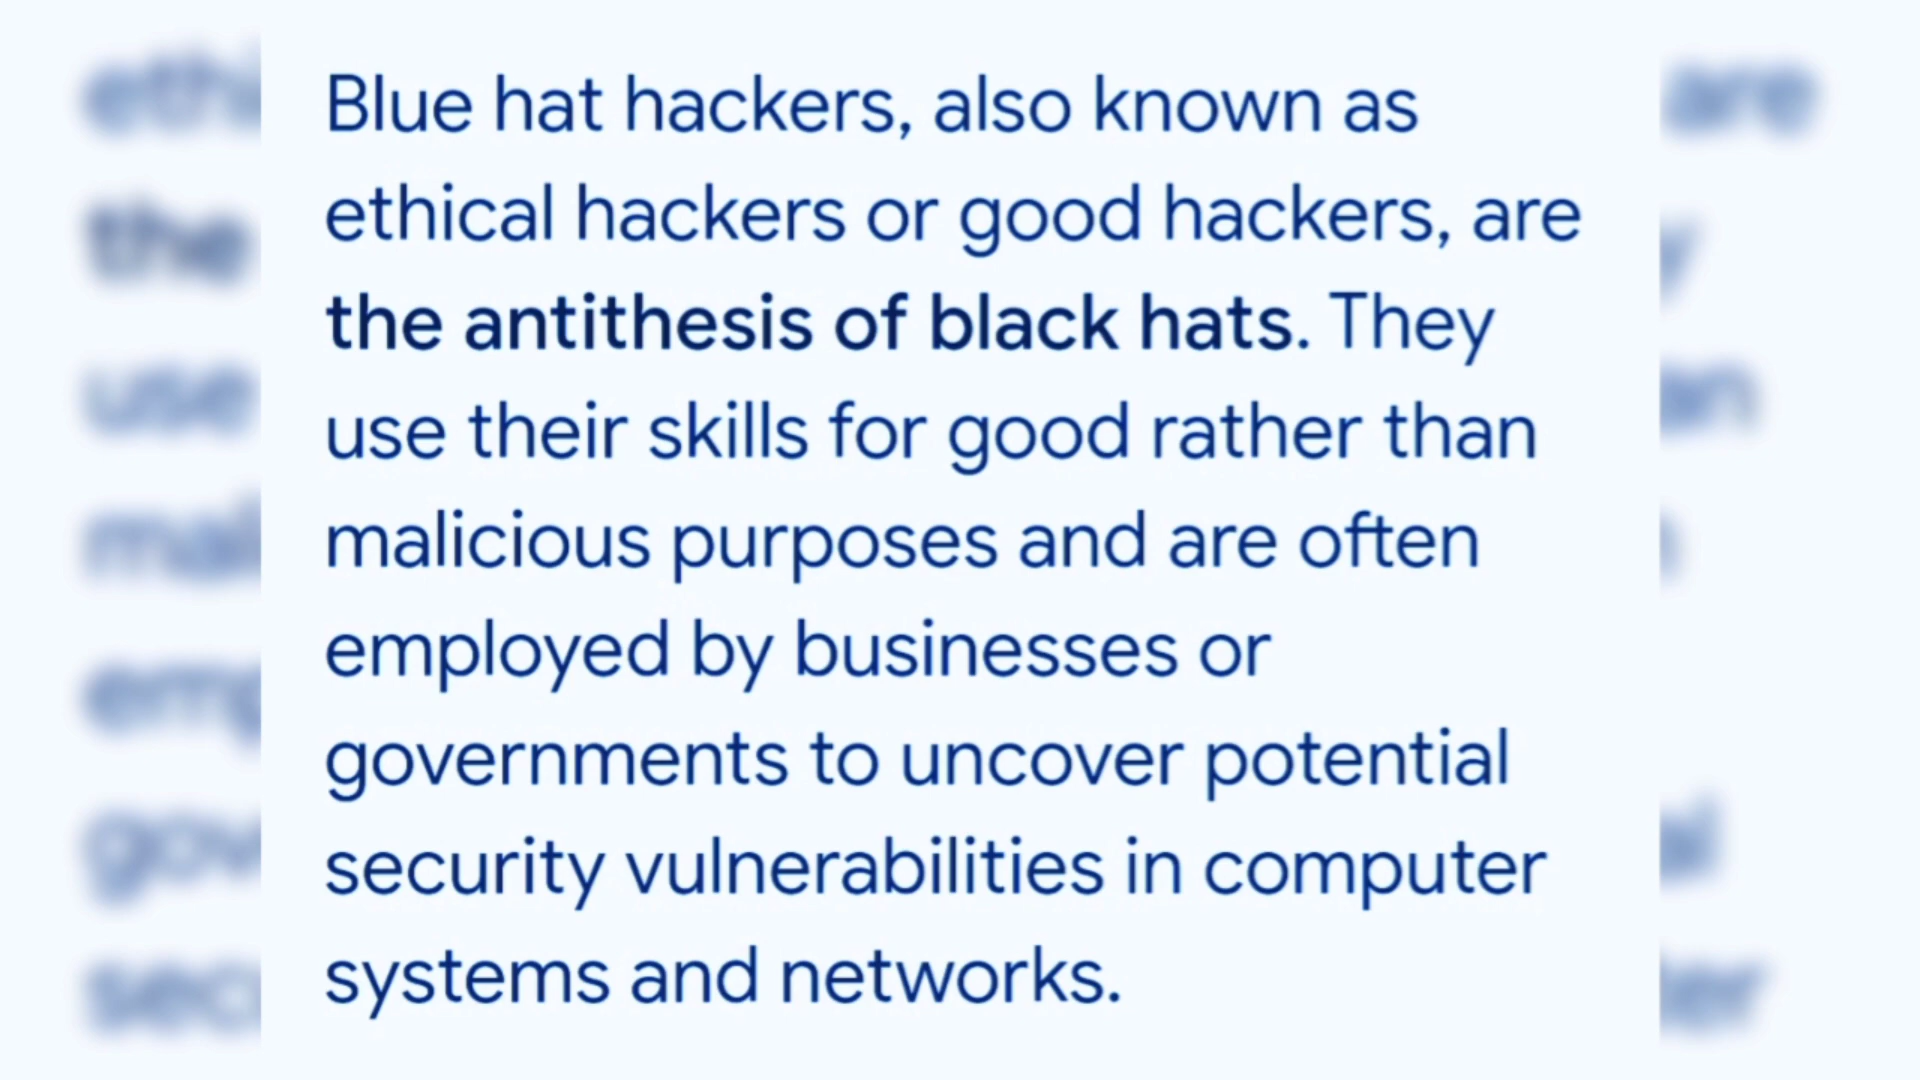 Blue hat hackers, also known as
ethical hackers or good hackers, are
the antithesis of black hats. They
use their skills for good rather than
malicious purposes and are often
employed by businesses or
governments to uncover potential
security vulnerabilities in computer
systems and networks.